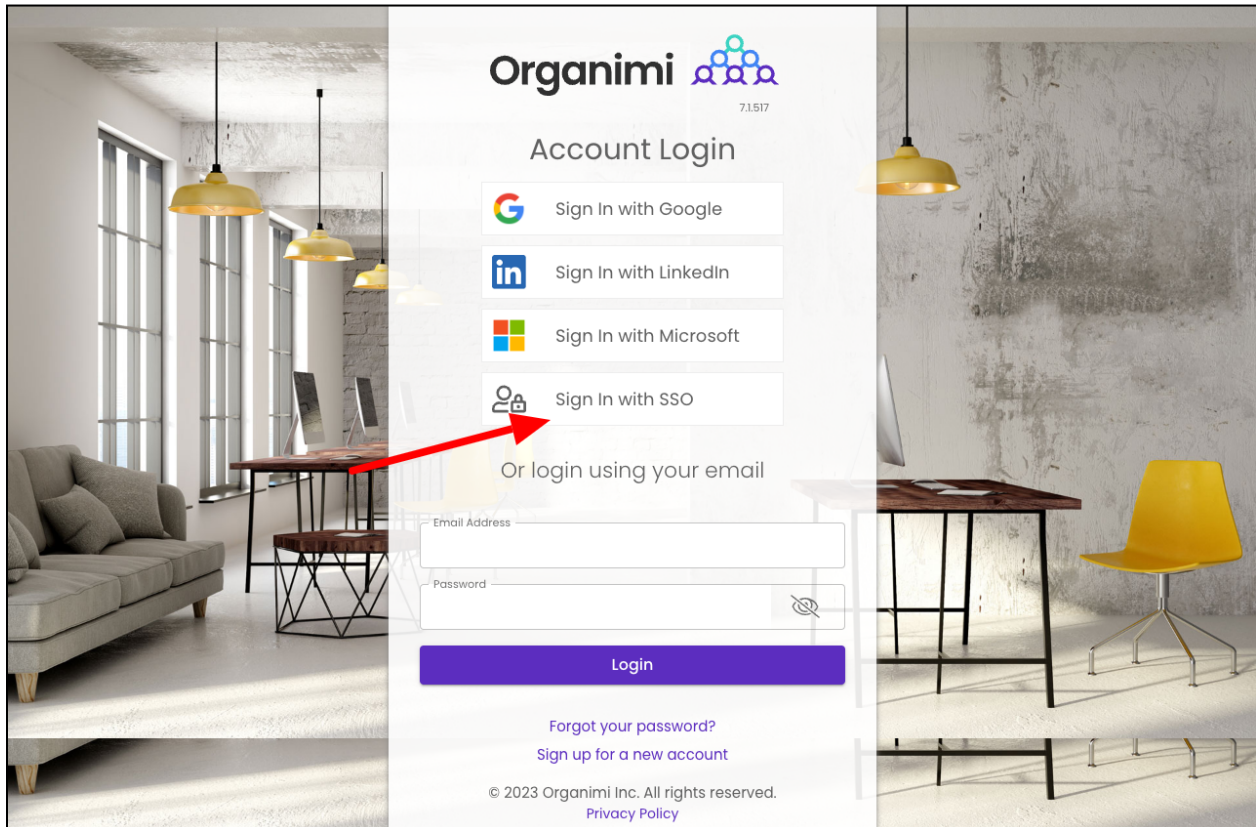 Organimi
7.1.517
Account Login
Sign In with Google
in Sign In with LinkedIn
Sign In with Microsoft
Sign In with SSO
Or login using your email
Email Address
Password
Login
Forgot your password?
Sign up for a new account
© 2023 Organimi Inc. All rights reserved.
Privacy Policy